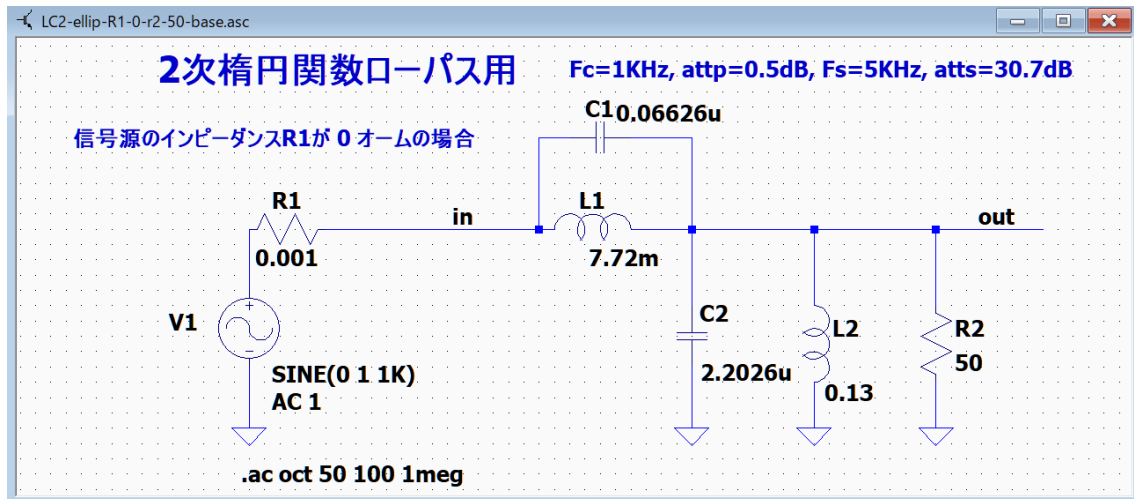 LC2-ellip-R1-0-r2-50-base.asc
2次楕円関数ローパス用
Fc=1KHz, attp=0.5dB, Fs=5KHz, atts=30.7dB
C1
0.06626u
信号源のインピーダンスR1が 0 オームの場合
R1
in
L1
out
0.001
7.72m
V1
C2
L2
R2
2.2026u
0.13
50
SINE(0 1 1K)
AC 1
.ac oct 50 100 1meg